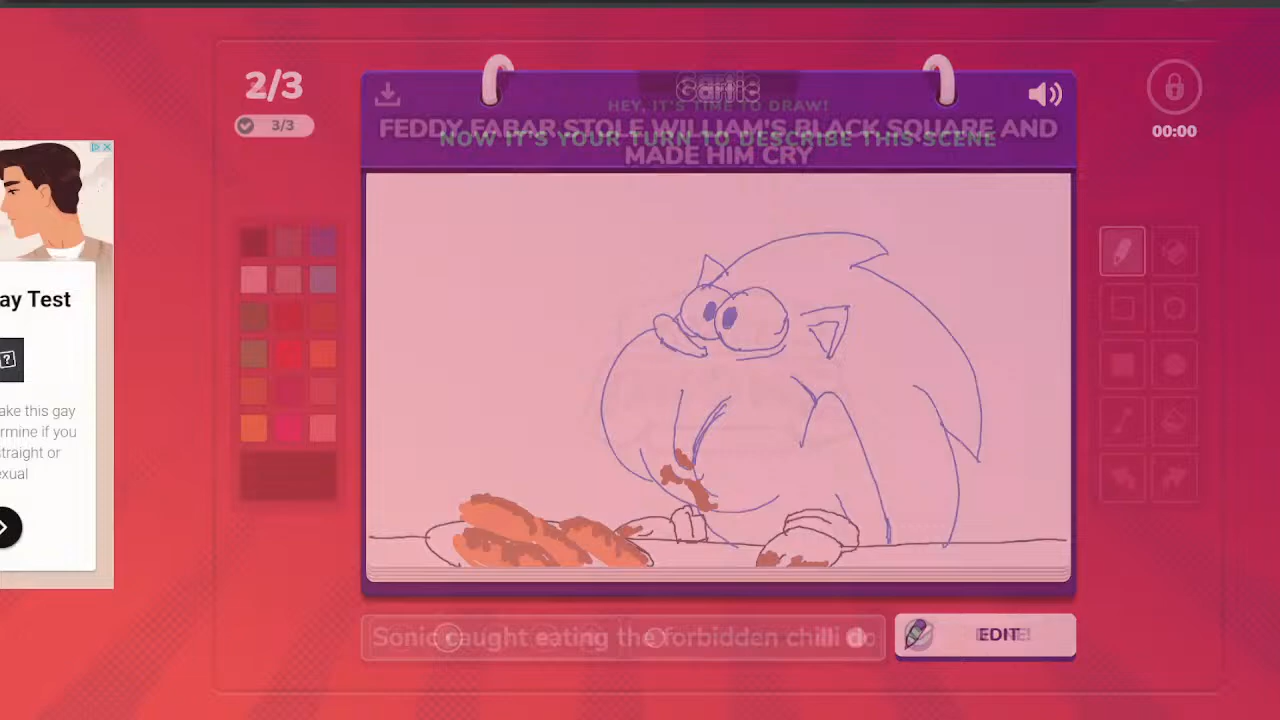 2/3
3/3
Gartic
HEY, IT'S TIME TO DRAW!
FEDDY FABAR STOLE WILLIAM'S BLACK SQUARE AND
NOW IT'S YOUR TURN TO DESCRIBE THIS SCENE
MADE HIM CRY
00:00
ay Test
ake this gay
rmine if you
straight or
exual
Sonic caught eating the forbidden chilli do
EDIT!